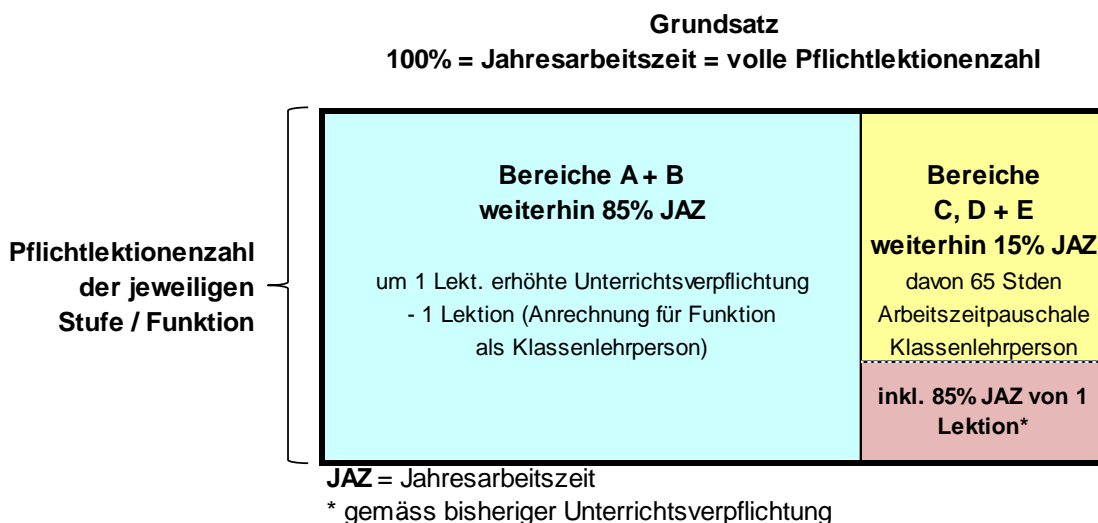 Grundsatz
100% = Jahresarbeitszeit = volle Pflichtlektionenzahl
Pflichtlektionenzahl
der jeweiligen
Stufe / Funktion
Bereiche A + B
weiterhin 85% JAZ
um 1 Lekt. erhöhte Unterrichtsverpflichtung
- 1 Lektion (Anrechnung für Funktion
als Klassenlehrperson)
Bereiche
C, D + E
weiterhin 15% JAZ
davon 65 Stden
Arbeitszeitpauschale
Klassenlehrperson
inkl. 85% JAZ von 1
Lektion*
JAZ = Jahresarbeitszeit
* gemäss bisheriger Unterrichtsverpflichtung